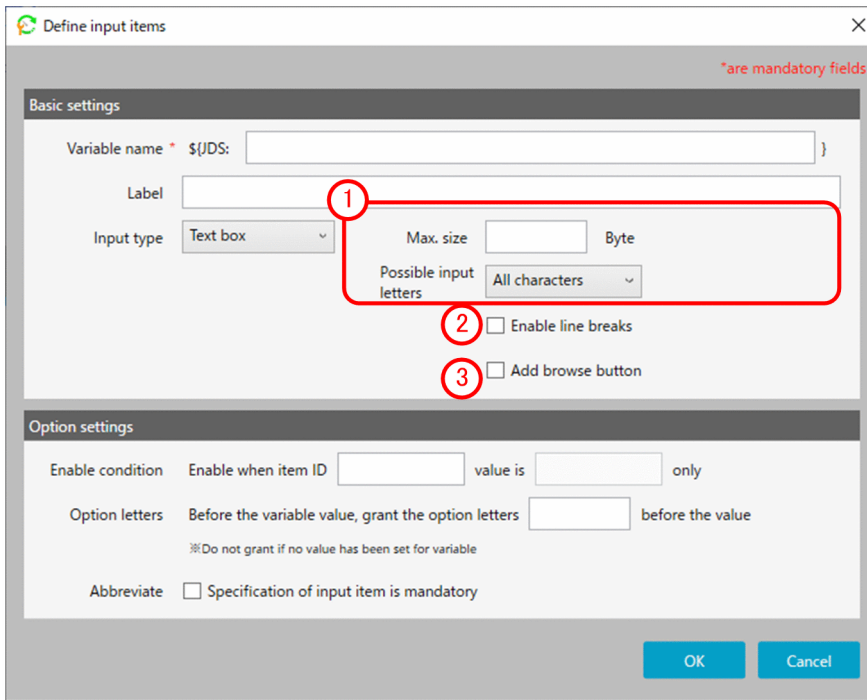 Define input items
*are mandatory fields
Basic settings
Variable name * ${JDS: }
Label
1
Input type Text box Max. size Byte
Possible input
letters All characters
2 Enable line breaks
3 Add browse button
Option settings
Enable condition Enable when item ID value is only
Option letters Before the variable value, grant the option letters before the value
※Do not grant if no value has been set for variable
Abbreviate Specification of input item is mandatory
OK Cancel